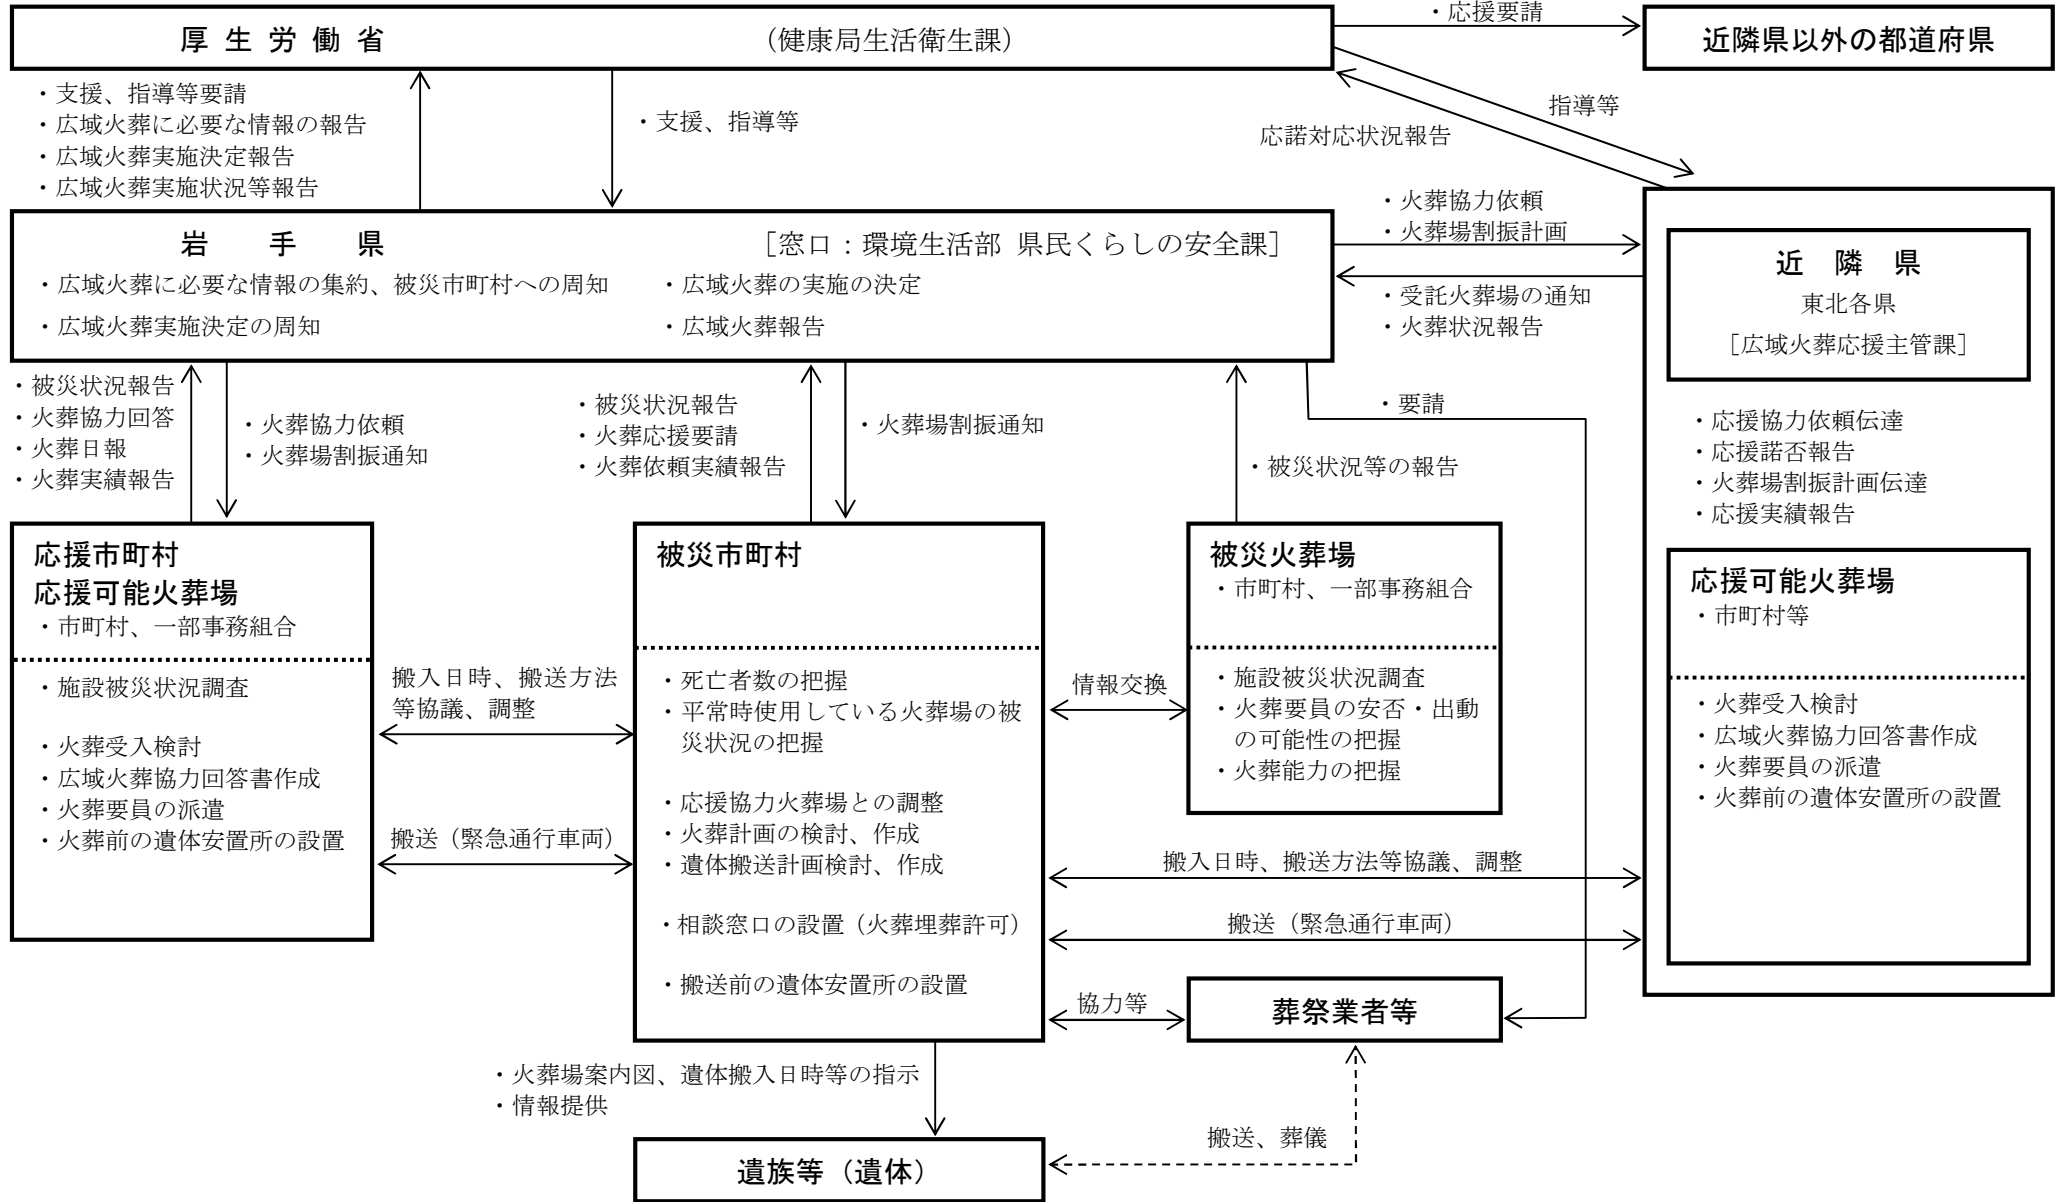 厚 生 労 働 省 （健康局生活衛生課）
・応援要請
近隣県以外の都道府県
・支援、指導等要請
・広域火葬に必要な情報の報告
・広域火葬実施決定報告
・広域火葬実施状況等報告
・支援、指導等
指導等
応諾対応状況報告
岩 手 県 ［窓口：環境生活部 県民くらしの安全課］
・広域火葬に必要な情報の集約、被災市町村への周知 ・広域火葬の実施の決定
・広域火葬実施決定の周知 ・広域火葬報告
・火葬協力依頼
・火葬場割振計画
・受託火葬場の通知
・火葬状況報告
近 隣 県
東北各県
［広域火葬応援主管課］
・応援協力依頼伝達
・応援諾否報告
・火葬場割振計画伝達
・応援実績報告
・被災状況報告
・火葬協力回答
・火葬日報
・火葬実績報告
・火葬協力依頼
・火葬場割振通知
・被災状況報告
・火葬応援要請
・火葬依頼実績報告
・火葬場割振通知
・被災状況等の報告
・要請
応援市町村
応援可能火葬場
・市町村、一部事務組合
・施設被災状況調査
・火葬受入検討
・広域火葬協力回答書作成
・火葬要員の派遣
・火葬前の遺体安置所の設置
搬入日時、搬送方法
等協議、調整
搬送（緊急通行車両）
被災市町村
・死亡者数の把握
・平常時使用している火葬場の被
災状況の把握
・応援協力火葬場との調整
・火葬計画の検討、作成
・遺体搬送計画検討、作成
・相談窓口の設置（火葬埋葬許可）
・搬送前の遺体安置所の設置
情報交換
被災火葬場
・市町村、一部事務組合
・施設被災状況調査
・火葬要員の安否・出動
の可能性の把握
・火葬能力の把握
応援可能火葬場
・市町村等
・火葬受入検討
・広域火葬協力回答書作成
・火葬要員の派遣
・火葬前の遺体安置所の設置
搬入日時、搬送方法等協議、調整
搬送（緊急通行車両）
協力等
葬祭業者等
・火葬場案内図、遺体搬入日時等の指示
・情報提供
搬送、葬儀
遺族等（遺体）